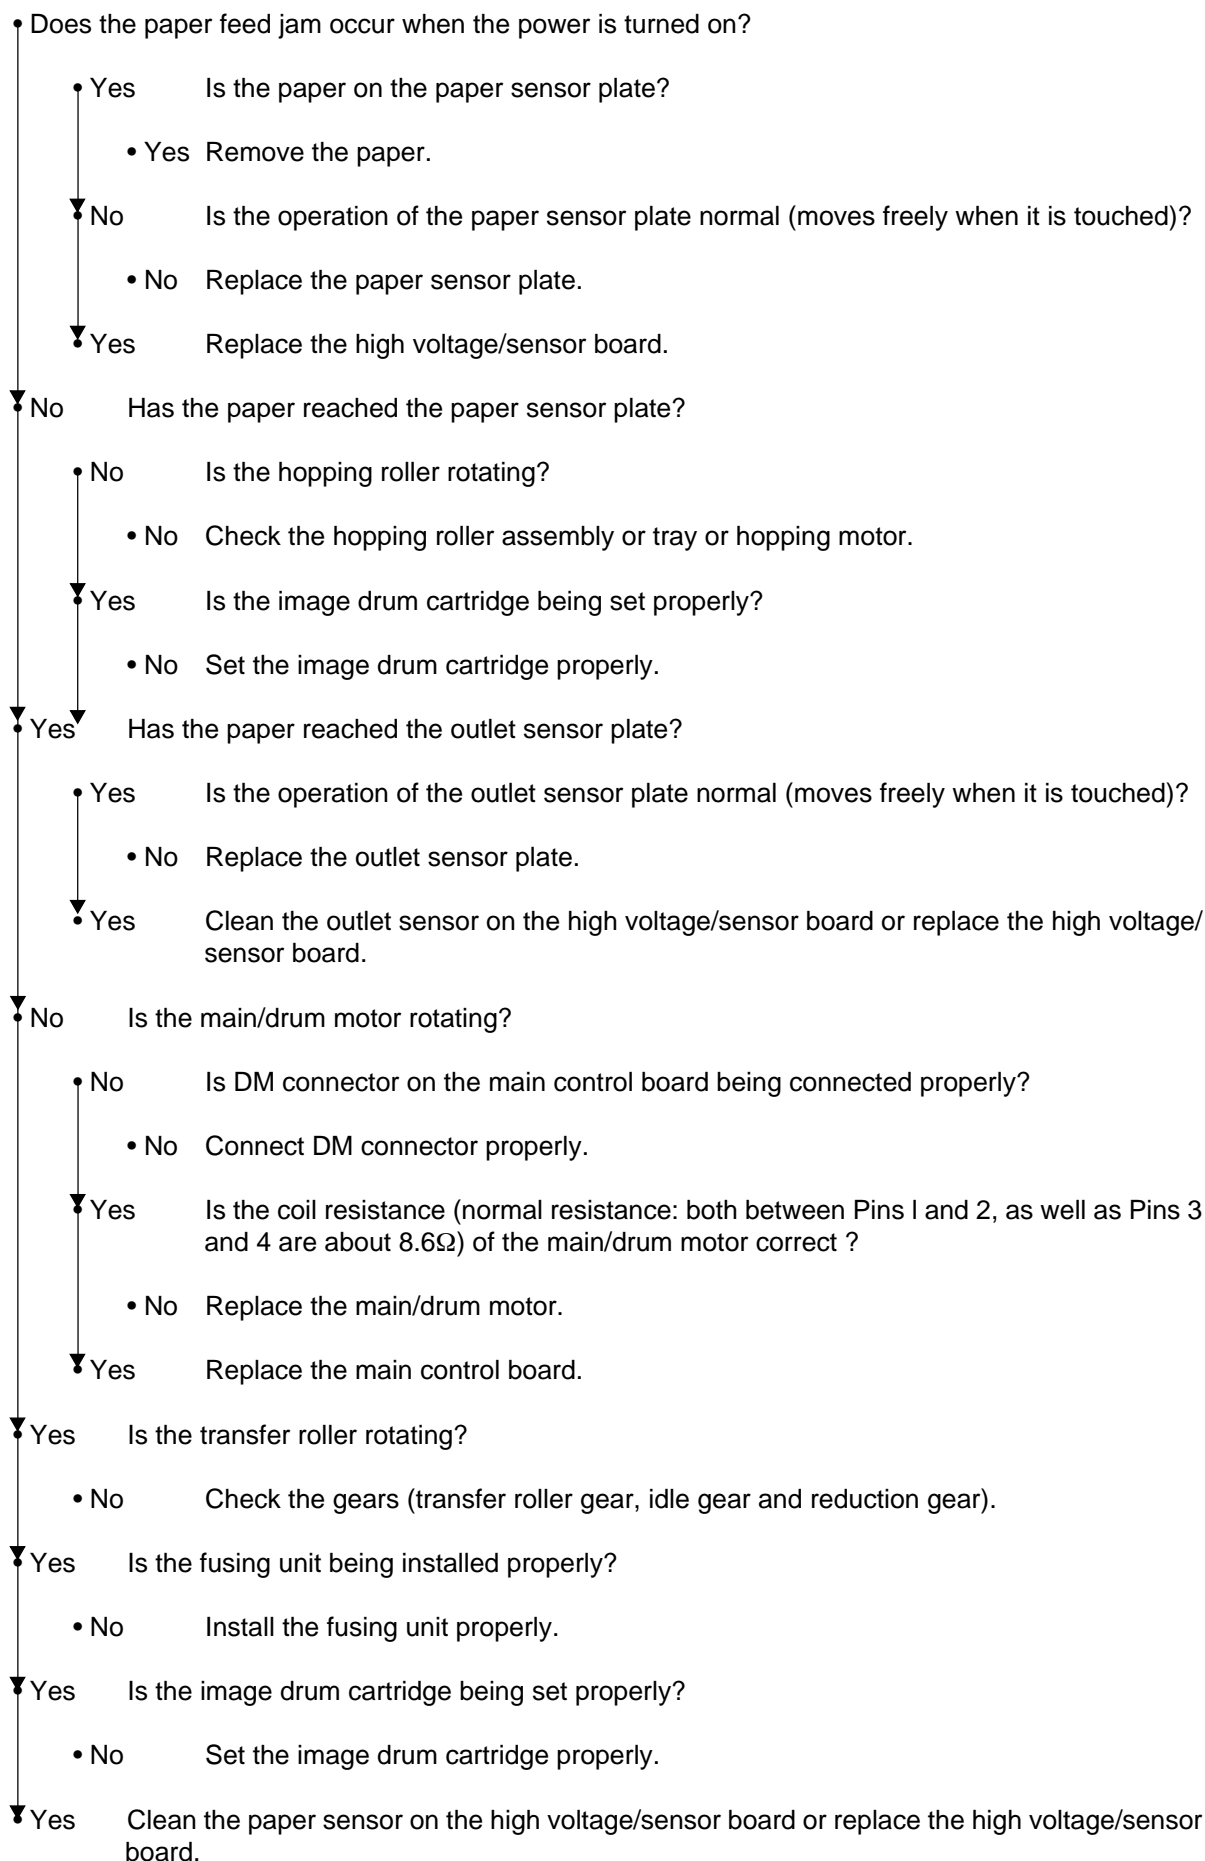 • Does the paper feed jam occur when the power is turned on?
• Yes Is the paper on the paper sensor plate?
• Yes Remove the paper.
• No Is the operation of the paper sensor plate normal (moves freely when it is touched)?
• No Replace the paper sensor plate.
• Yes Replace the high voltage/sensor board.
• No Has the paper reached the paper sensor plate?
• No Is the hopping roller rotating?
• No Check the hopping roller assembly or tray or hopping motor.
• Yes Is the image drum cartridge being set properly?
• No Set the image drum cartridge properly.
• Yes Has the paper reached the outlet sensor plate?
• Yes Is the operation of the outlet sensor plate normal (moves freely when it is touched)?
• No Replace the outlet sensor plate.
• Yes Clean the outlet sensor on the high voltage/sensor board or replace the high voltage/
sensor board.
• No Is the main/drum motor rotating?
• No Is DM connector on the main control board being connected properly?
• No Connect DM connector properly.
• Yes Is the coil resistance (normal resistance: both between Pins l and 2, as well as Pins 3
and 4 are about 8.6Ω) of the main/drum motor correct ?
• No Replace the main/drum motor.
• Yes Replace the main control board.
• Yes Is the transfer roller rotating?
• No Check the gears (transfer roller gear, idle gear and reduction gear).
• Yes Is the fusing unit being installed properly?
• No Install the fusing unit properly.
• Yes Is the image drum cartridge being set properly?
• No Set the image drum cartridge properly.
• Yes Clean the paper sensor on the high voltage/sensor board or replace the high voltage/sensor
board.